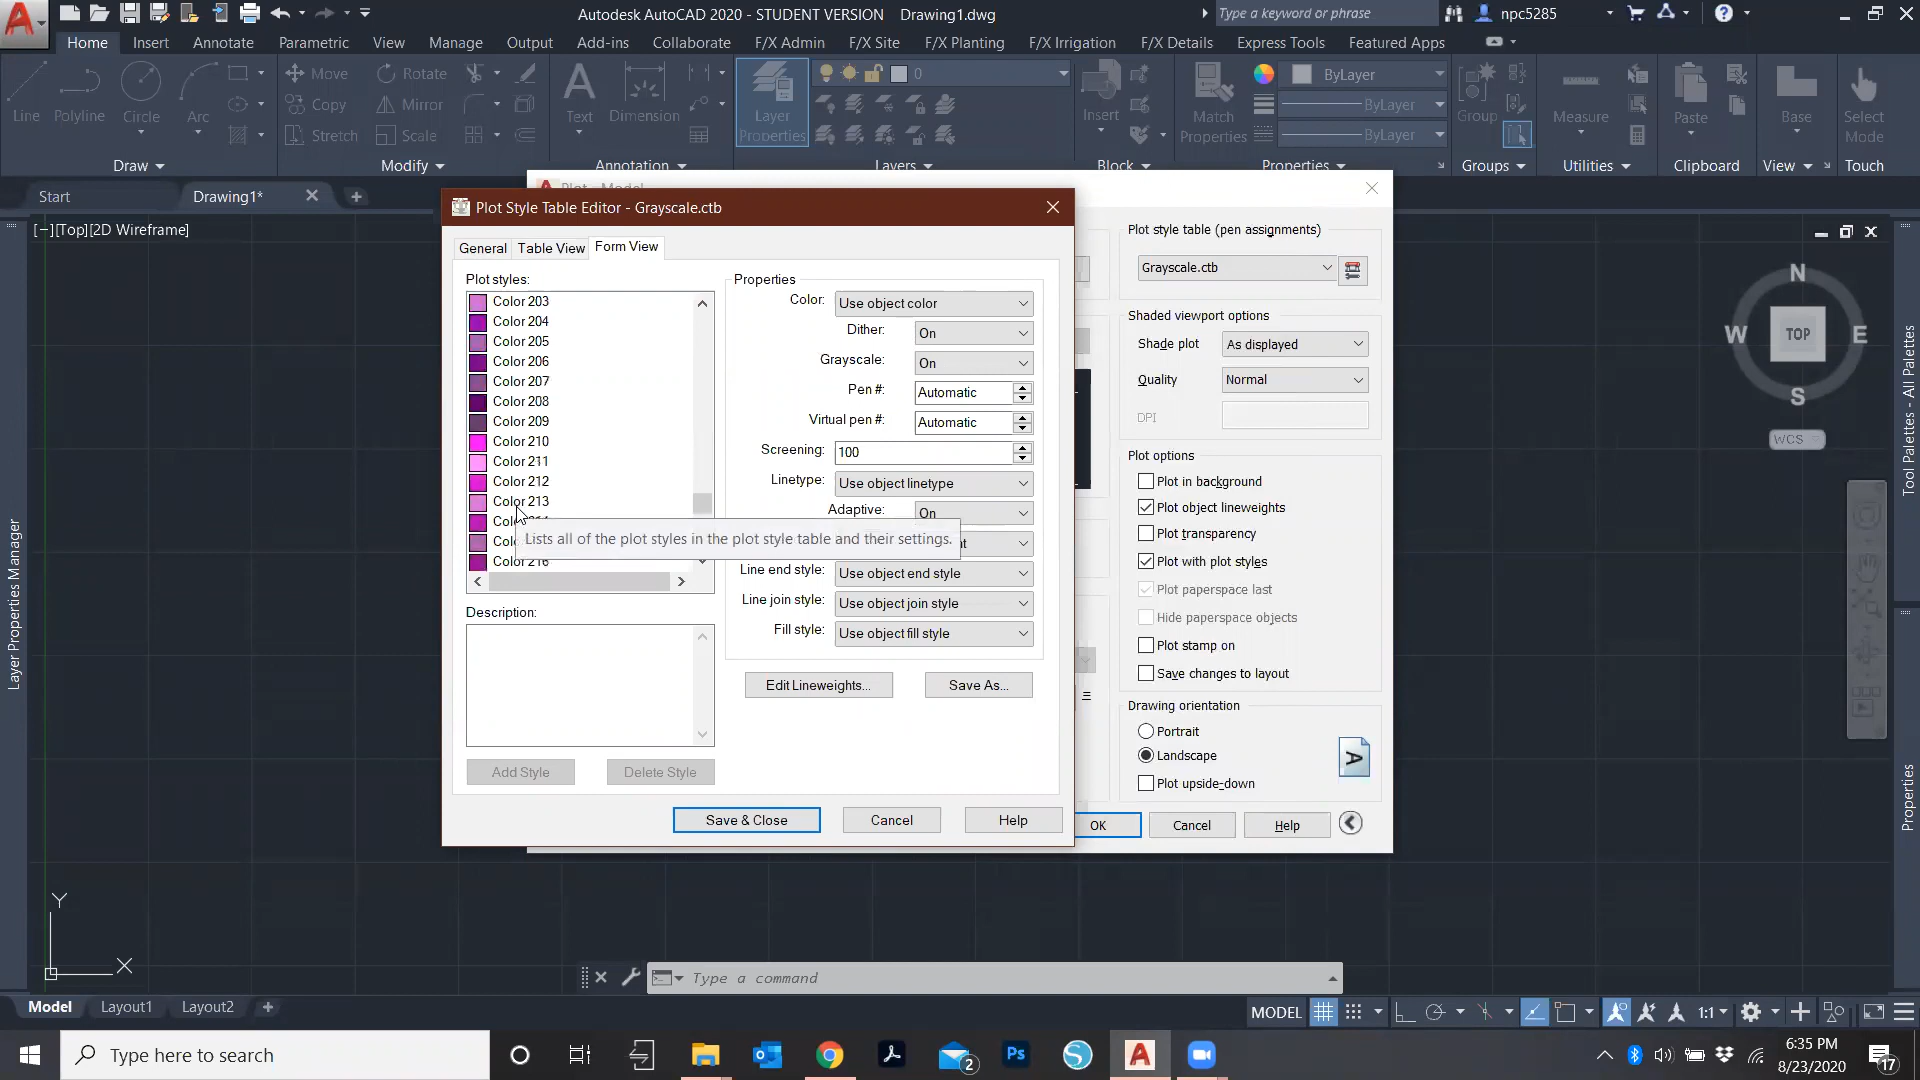 Autodesk AutoCAD 2020 - STUDENT VERSION Drawing1.dwg
Type a keyword or phrase
npc5285
Home Insert Annotate Parametric View Manage Output Add-ins Collaborate F/X Admin F/X Site F/X Planting F/X Irrigation F/X Details Express Tools Featured Apps
Line Polyline Circle Arc
Move Rotate
Copy Mirror
Stretch Scale
Text Dimension
Layer Properties
0
Insert
Match Properties
ByLayer
ByLayer
ByLayer
Group
Measure
Paste
Base
Select Mode
Draw Modify Annotation Layers Block Properties Groups Utilities Clipboard View Touch
Start Drawing1*
[−][Top][2D Wireframe]
Layer Properties Manager
Plot Style Table Editor - Grayscale.ctb
General Table View Form View
Plot styles:
Color 203
Color 204
Color 205
Color 206
Color 207
Color 208
Color 209
Color 210
Color 211
Color 212
Color 213
Color 216
Lists all of the plot styles in the plot style table and their settings.
Description:
Add Style Delete Style
Properties
Color: Use object color
Dither: On
Grayscale: On
Pen #: Automatic
Virtual pen #: Automatic
Screening: 100
Linetype: Use object linetype
Adaptive: On
Line end style: Use object end style
Line join style: Use object join style
Fill style: Use object fill style
Edit Lineweights... Save As...
Save & Close Cancel Help
Plot style table (pen assignments)
Grayscale.ctb
Shaded viewport options
Shade plot As displayed
Quality Normal
DPI
Plot options
Plot in background
Plot object lineweights
Plot transparency
Plot with plot styles
Plot paperspace last
Hide paperspace objects
Plot stamp on
Save changes to layout
Drawing orientation
Portrait
Landscape
Plot upside-down
A
OK Cancel Help
N
W TOP E
S
WCS
Tool Palettes - All Palettes
Properties
Y
X
Type a command
Model Layout1 Layout2
MODEL
1:1
Type here to search
2
Ps
6:35 PM
8/23/2020
17